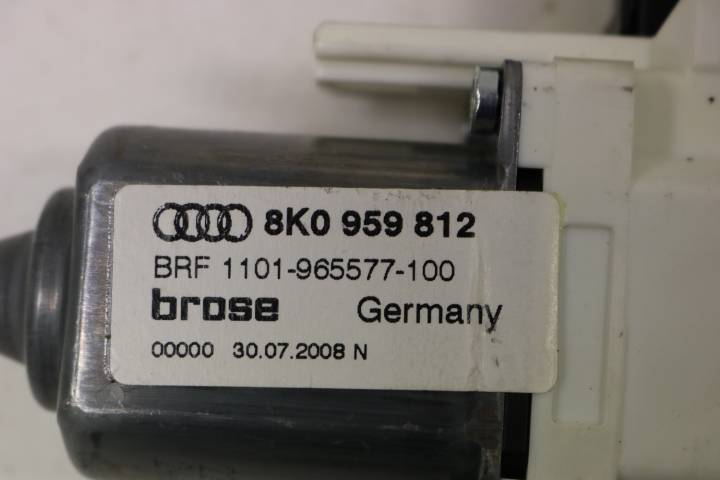 8K0 959 812
BRF 1101-965577-100
brose Germany
00000 30.07.2008 N